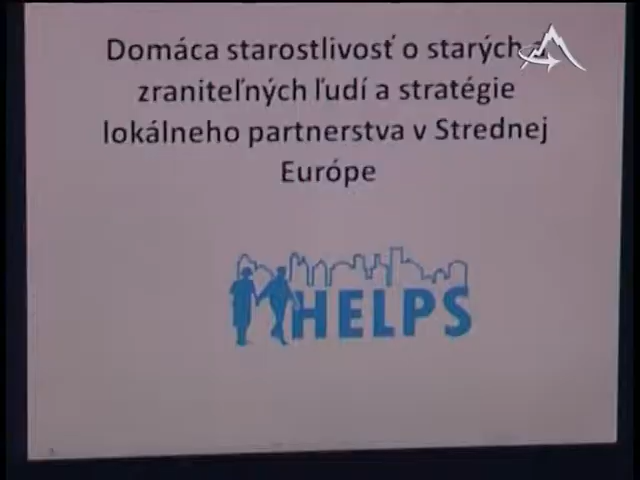 Domáca starostlivosť o starých
zraniteľných ľudí a stratégie
lokálneho partnerstva v Strednej
Európe
HELPS